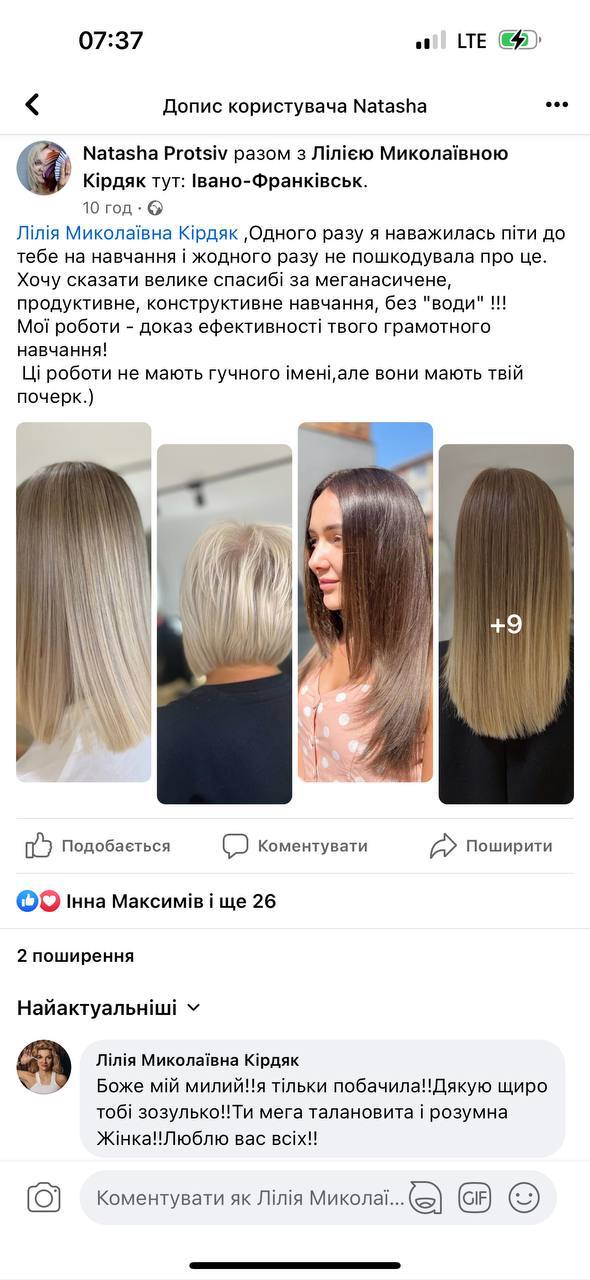 07:37
LTE
Допис користувача Natasha
Natasha Protsiv разом з Лілією Миколаївною
Кірдяк тут: Івано-Франківськ.
10 год ·
Лілія Миколаївна Кірдяк ,Одного разу я наважилась піти до
тебе на навчання і жодного разу не пошкодувала про це.
Хочу сказати велике спасибі за меганасичене,
продуктивне, конструктивне навчання, без "води" !!!
Мої роботи - доказ ефективності твого грамотного
навчання!
Ці роботи не мають гучного імені,але вони мають твій
почерк.)
+9
Подобається
Коментувати
Поширити
Інна Максимів і ще 26
2 поширення
Найактуальніші
Лілія Миколаївна Кірдяк
Боже мій милий!!я тільки побачила!!Дякую щиро
тобі зозулько!!Ти мега талановита і розумна
Жінка!!Люблю вас всіх!!
Коментувати як Лілія Миколаї...
GIF